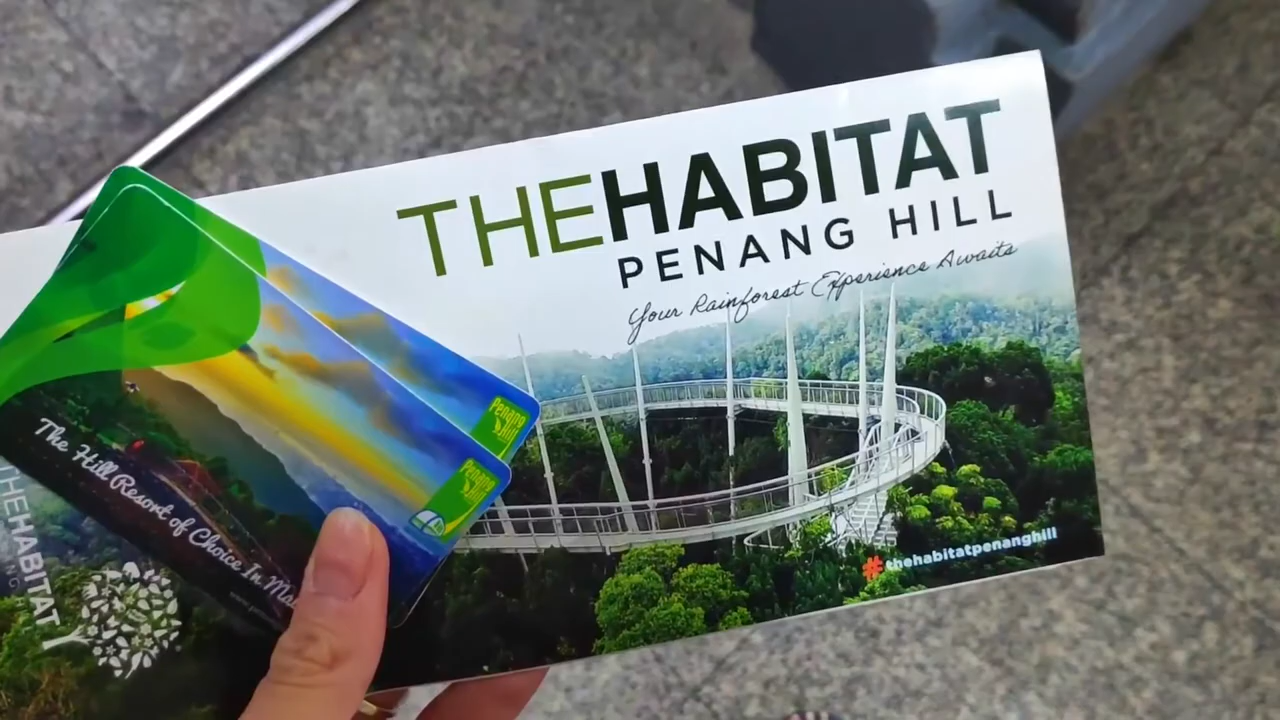 THEHABITAT
PENANG HILL
Your Rainforest Experience Awaits
Penang
Hill
Penang
Hill
The Hill Resort of Choice In
#thehabitatpenanghill
THEHABITAT